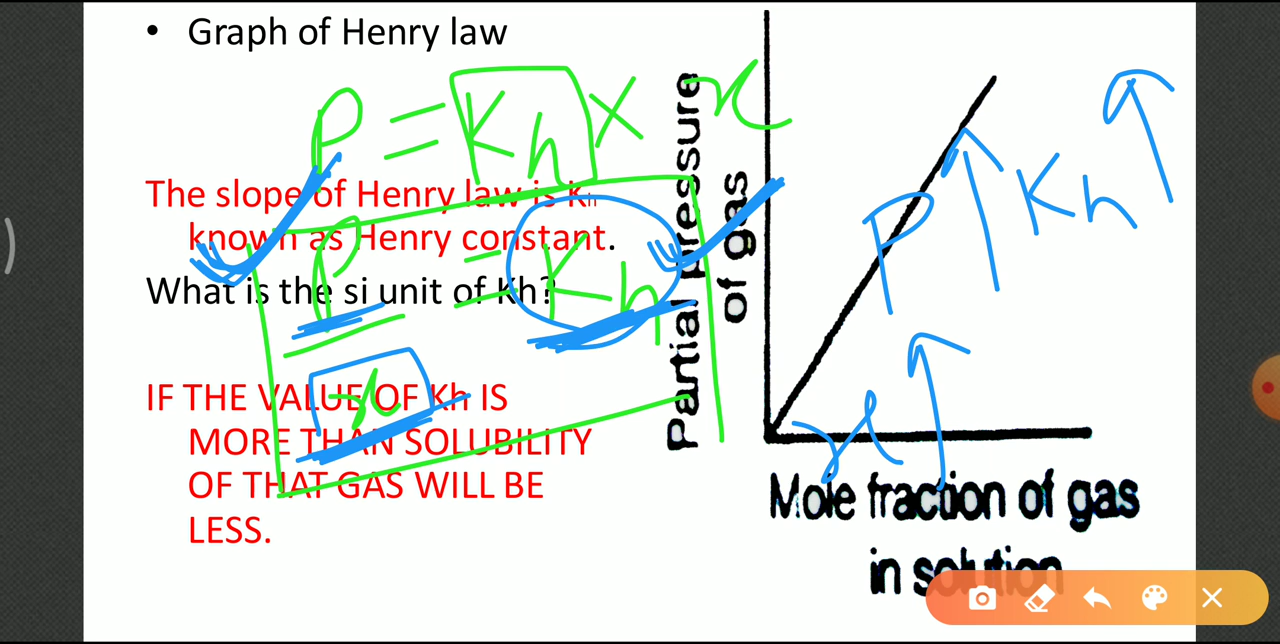 • Graph of Henry law
P = Kh × x
The slope of Henry law is Kh
known as Henry constant.
P = Kh
x
What is the si unit of Kh?
IF THE VALUE OF Kh IS
MORE THAN SOLUBILITY
OF THAT GAS WILL BE
LESS.
Partial pressure
of gas
P Kh
x
Mole fraction of gas
in solution